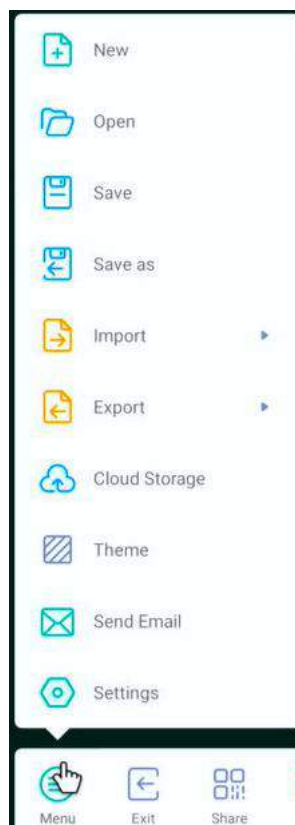 New
Open
Save
Save as
Import
Export
Cloud Storage
Theme
Send Email
Settings
Menu
Exit
Share